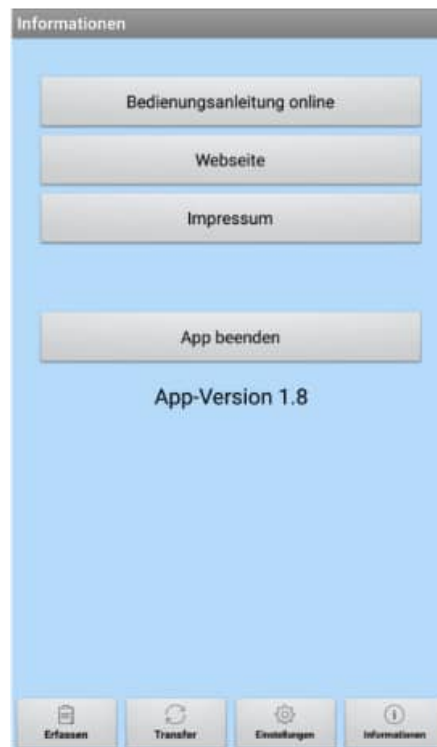 Informationen
Bedienungsanleitung online
Webseite
Impressum
App beenden
App-Version 1.8
Erfassen
Transfer
Einstellungen
Informationen